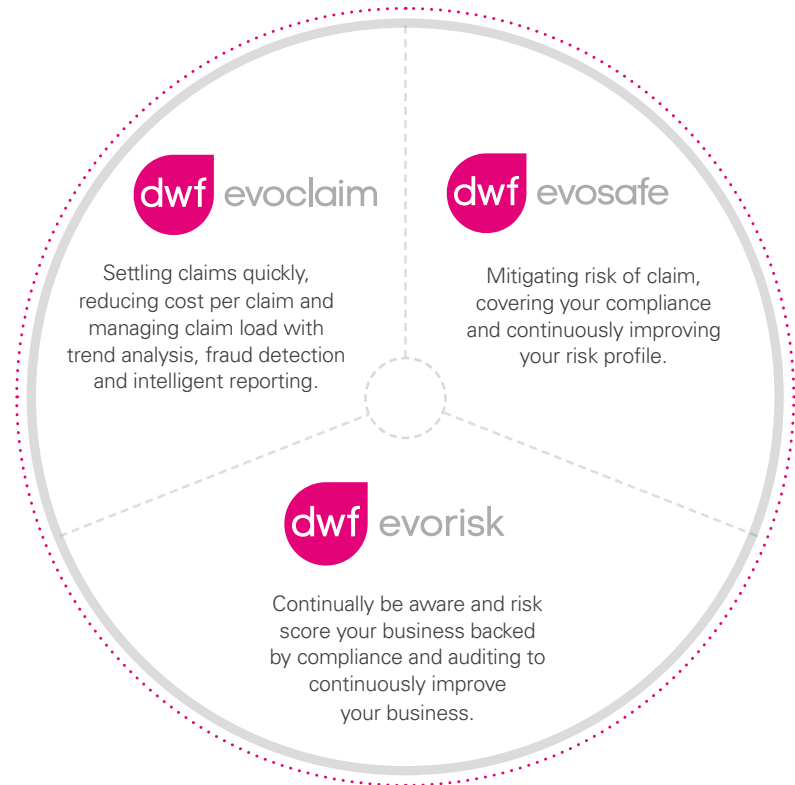 dwf evoclaim
Settling claims quickly,
reducing cost per claim and
managing claim load with
trend analysis, fraud detection
and intelligent reporting.
dwf evosafe
Mitigating risk of claim,
covering your compliance
and continuously improving
your risk profile.
dwf evorisk
Continually be aware and risk
score your business backed
by compliance and auditing to
continuously improve
your business.